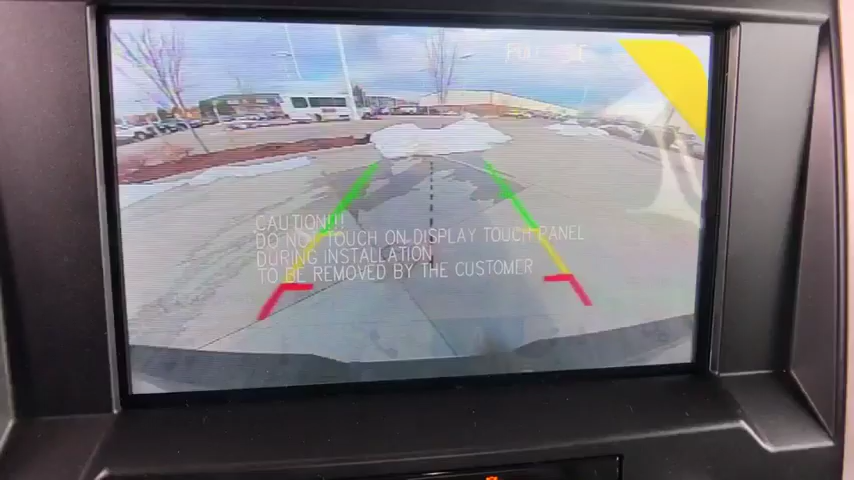 CAUTION!!!
DO NOT TOUCH ON DISPLAY TOUCH PANEL
DURING INSTALLATION
TO BE REMOVED BY THE CUSTOMER